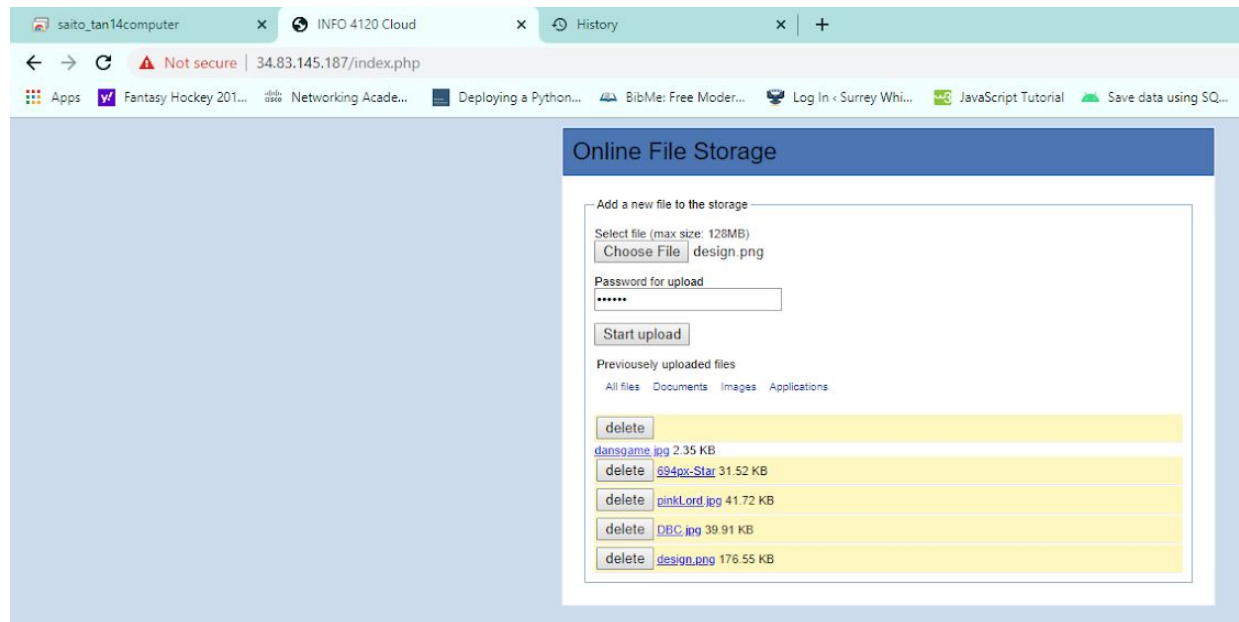 saito_tan14computer INFO 4120 Cloud History
Not secure 34.83.145.187/index.php
Apps Fantasy Hockey 201... Networking Acade... Deploying a Python... BibMe: Free Moder... Log In ‹ Surrey Whi... JavaScript Tutorial Save data using SQ...
Online File Storage
Add a new file to the storage
Select file (max size: 128MB)
Choose File design.png
Password for upload
••••••
Start upload
Previousely uploaded files
All files Documents Images Applications
delete
dansgame.jpg 2.35 KB
delete 694px-Star 31.52 KB
delete pinkLord.jpg 41.72 KB
delete DBC.jpg 39.91 KB
delete design.png 176.55 KB